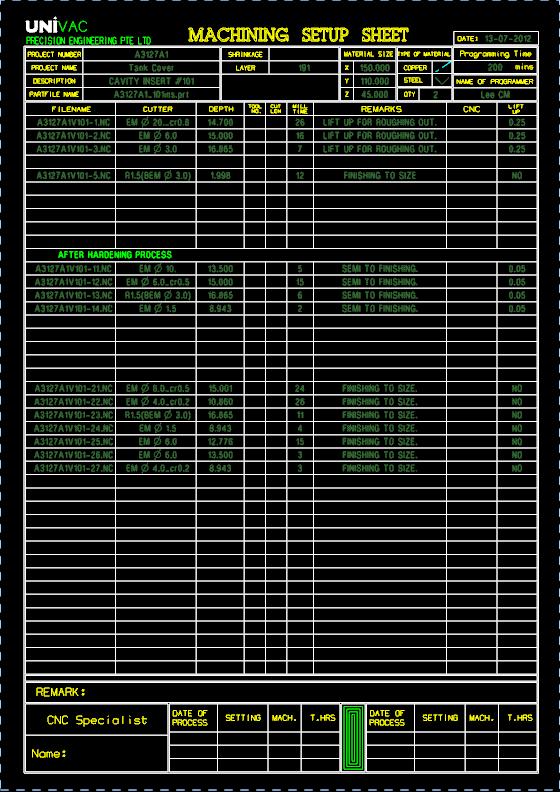 UNiVAC
PRECISION ENGINEERING PTE LTD
MACHINING SETUP SHEET
DATE: 13-07-2012
PROJECT NUMBER A3127A1 SHRINKAGE MATERIAL SIZE TYPE OF MATERIAL Programming Time
PROJECT NAME Tank Cover LAYER 191 X 150.000 COPPER 200 mins
DESCRIPTION CAVITY INSERT #101 Y 110.000 STEEL NAME OF PROGRAMMER
PARTFILE NAME A3127A1_101ms.prt Z 45.000 QTY 2 Lee CM
FILENAME CUTTER DEPTH TOOL NO. CUT LEN MILL TIME REMARKS CNC LIFT UP
A3127A1V101-1.NC EM Ø 20..cr0.8 14.700 26 LIFT UP FOR ROUGHING OUT. 0.25
A3127A1V101-2.NC EM Ø 6.0 15.000 16 LIFT UP FOR ROUGHING OUT. 0.25
A3127A1V101-3.NC EM Ø 3.0 16.865 7 LIFT UP FOR ROUGHING OUT. 0.25
A3127A1V101-5.NC R1.5(BEM Ø 3.0) 1.998 12 FINISHING TO SIZE NO
AFTER HARDENING PROCESS
A3127A1V101-11.NC EM Ø 10. 13.500 5 SEMI TO FINISHING. 0.05
A3127A1V101-12.NC EM Ø 6.0..cr0.5 15.000 15 SEMI TO FINISHING. 0.05
A3127A1V101-13.NC R1.5(BEM Ø 3.0) 16.865 6 SEMI TO FINISHING. 0.05
A3127A1V101-14.NC EM Ø 1.5 8.943 2 SEMI TO FINISHING. 0.05
A3127A1V101-21.NC EM Ø 6.0..cr0.5 15.001 24 FINISHING TO SIZE. NO
A3127A1V101-22.NC EM Ø 4.0..cr0.2 10.860 26 FINISHING TO SIZE. NO
A3127A1V101-23.NC R1.5(BEM Ø 3.0) 16.865 11 FINISHING TO SIZE. NO
A3127A1V101-24.NC EM Ø 1.5 8.943 4 FINISHING TO SIZE. NO
A3127A1V101-25.NC EM Ø 6.0 12.776 15 FINISHING TO SIZE. NO
A3127A1V101-26.NC EM Ø 6.0 13.500 3 FINISHING TO SIZE. NO
A3127A1V101-27.NC EM Ø 4.0..cr0.2 8.943 3 FINISHING TO SIZE. NO
REMARK:
CNC Specialist DATE OF PROCESS SETTING MACH. T.HRS DATE OF PROCESS SETTING MACH. T.HRS
Name: